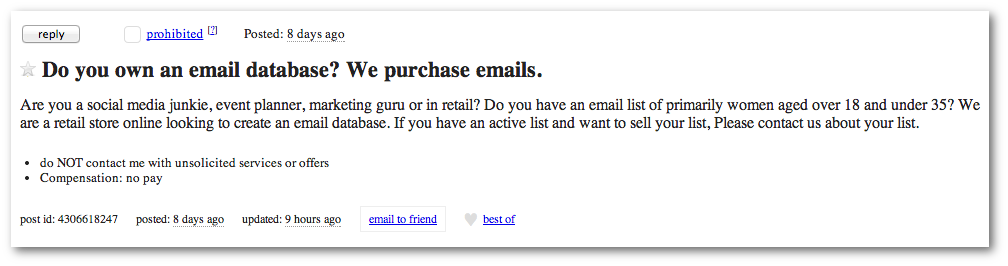 reply prohibited [?] Posted: 8 days ago
Do you own an email database? We purchase emails.
Are you a social media junkie, event planner, marketing guru or in retail? Do you have an email list of primarily women aged over 18 and under 35? We
are a retail store online looking to create an email database. If you have an active list and want to sell your list, Please contact us about your list.
• do NOT contact me with unsolicited services or offers
• Compensation: no pay
post id: 4306618247 posted: 8 days ago updated: 9 hours ago email to friend best of